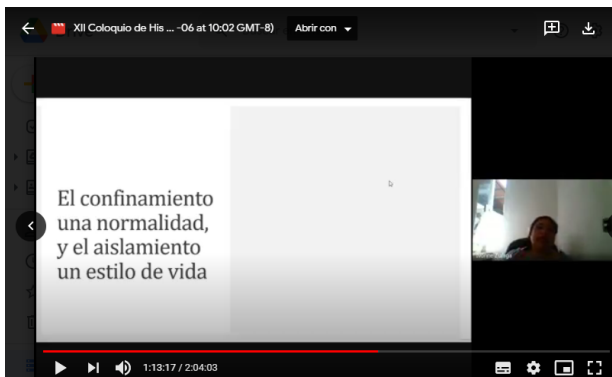 XII Coloquio de His ... -06 at 10:02 GMT-8)
Abrir con
El confinamiento
una normalidad,
y el aislamiento
un estilo de vida
1:13:17 / 2:04:03